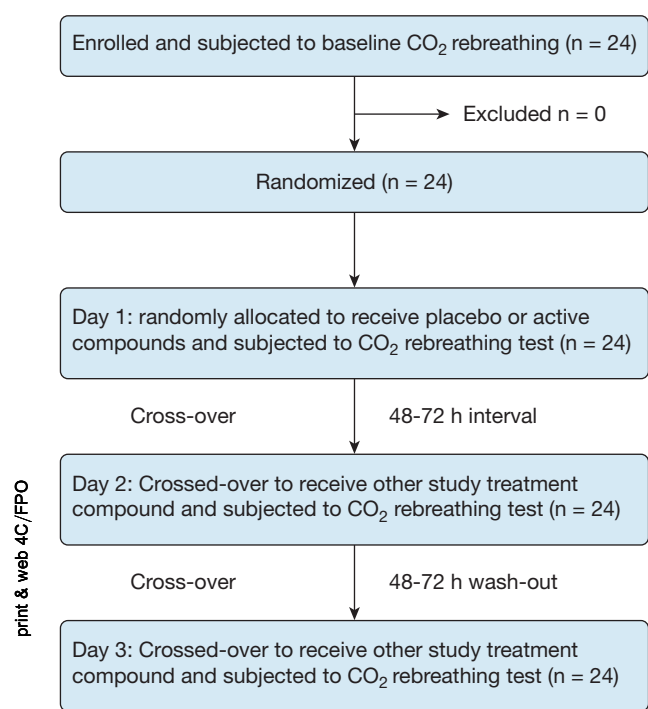 Enrolled and subjected to baseline CO₂ rebreathing (n = 24)
Excluded n = 0
Randomized (n = 24)
Day 1: randomly allocated to receive placebo or active
compounds and subjected to CO₂ rebreathing test (n = 24)
Cross-over
48-72 h interval
Day 2: Crossed-over to receive other study treatment
compound and subjected to CO₂ rebreathing test (n = 24)
Cross-over
48-72 h wash-out
Day 3: Crossed-over to receive other study treatment
compound and subjected to CO₂ rebreathing test (n = 24)
print & web 4C/FPO